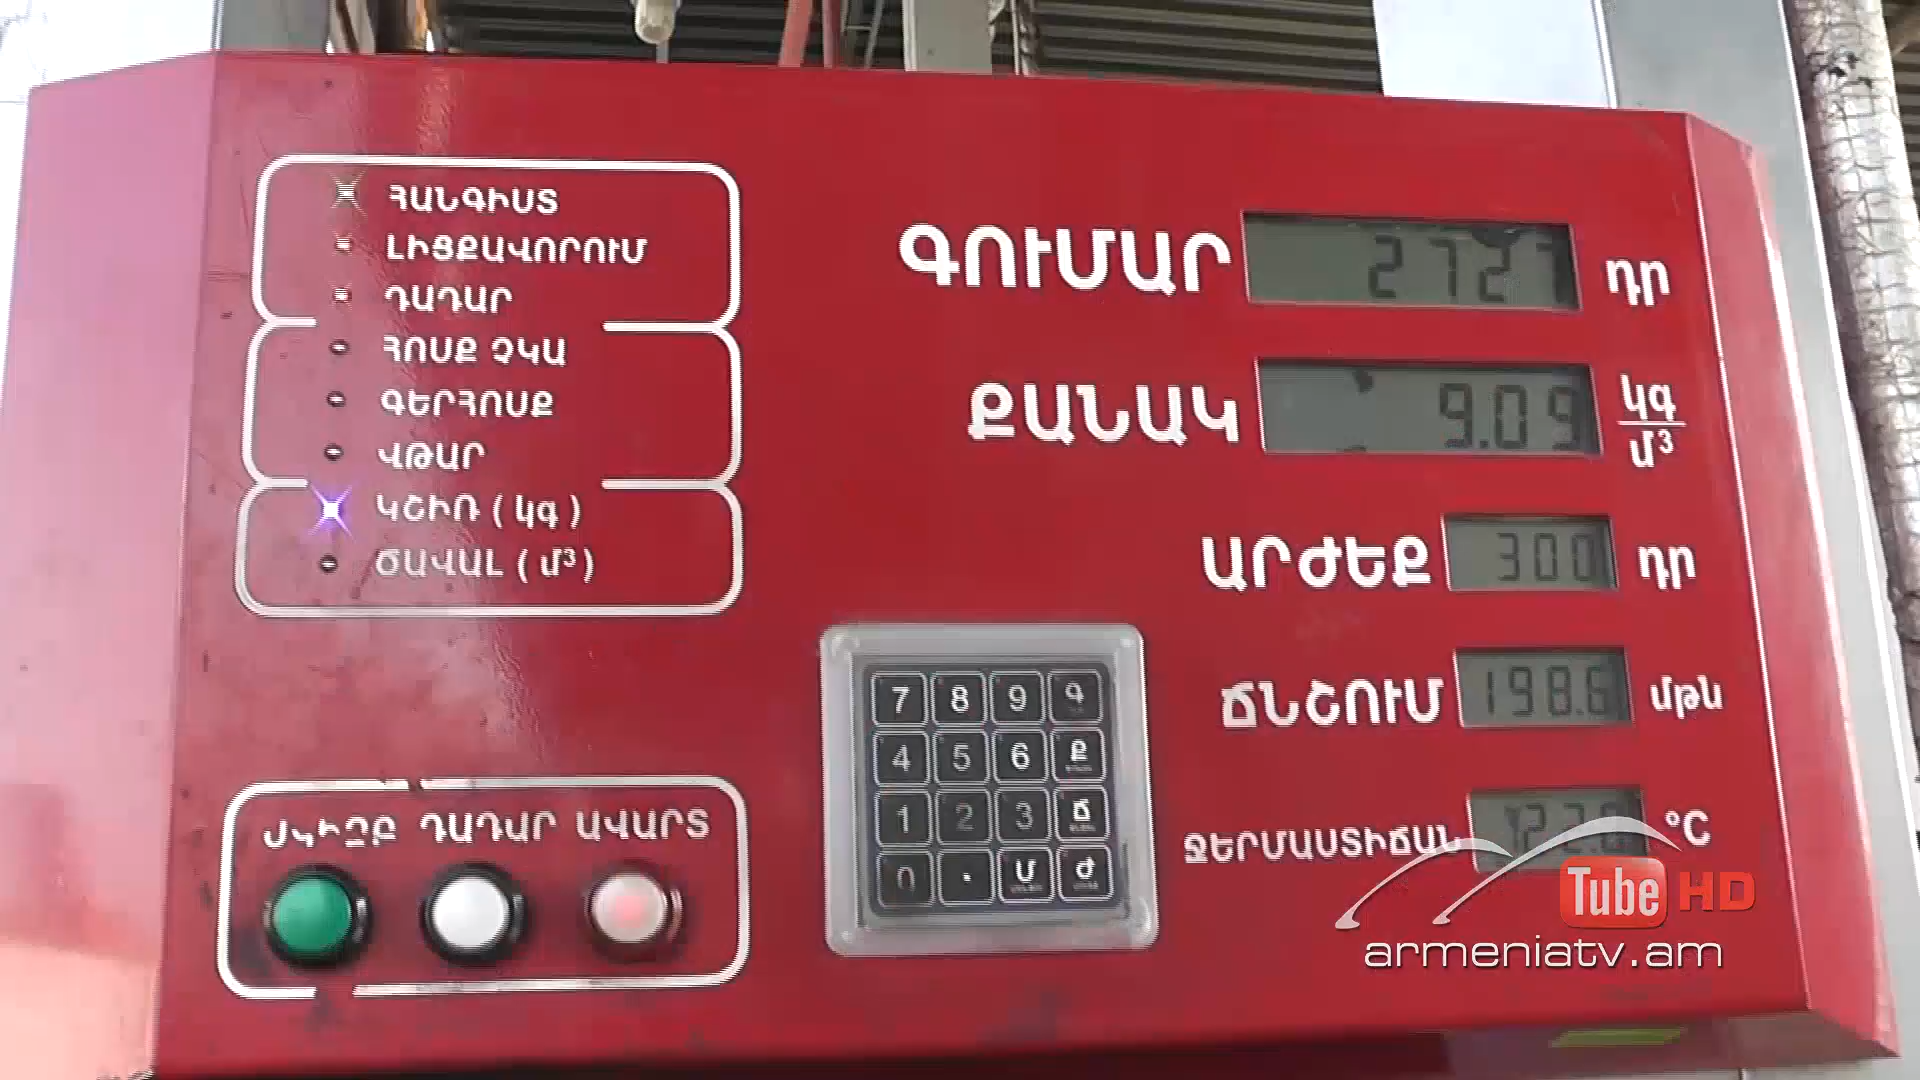 ՀԱՆԳԻՍՏ
ԼԻՑՔԱՎՈՐՈՒՄ
ԴԱԴԱՐ
ՀՈՍՔ ՉԿԱ
ԳԵՐՀՈՍՔ
ՎԹԱՐ
ԿՇԻՌ ( կգ )
ԾԱՎԱԼ ( մ³ )
ԳՈՒՄԱՐ 2727 դր
ՔԱՆԱԿ 9.09 կգ/մ³
ԱՐԺԵՔ 300 դր
ՃՆՇՈՒՄ 198.6 մթն
ՋԵՐՄԱՍՏԻՃԱՆ °C
7 8 9 Գ
4 5 6 Ք
1 2 3 Ճ
0 . Մ Ժ
ՍԿԻԶԲ ԴԱԴԱՐ ԱՎԱՐՏ
Tube HD
armeniatv.am